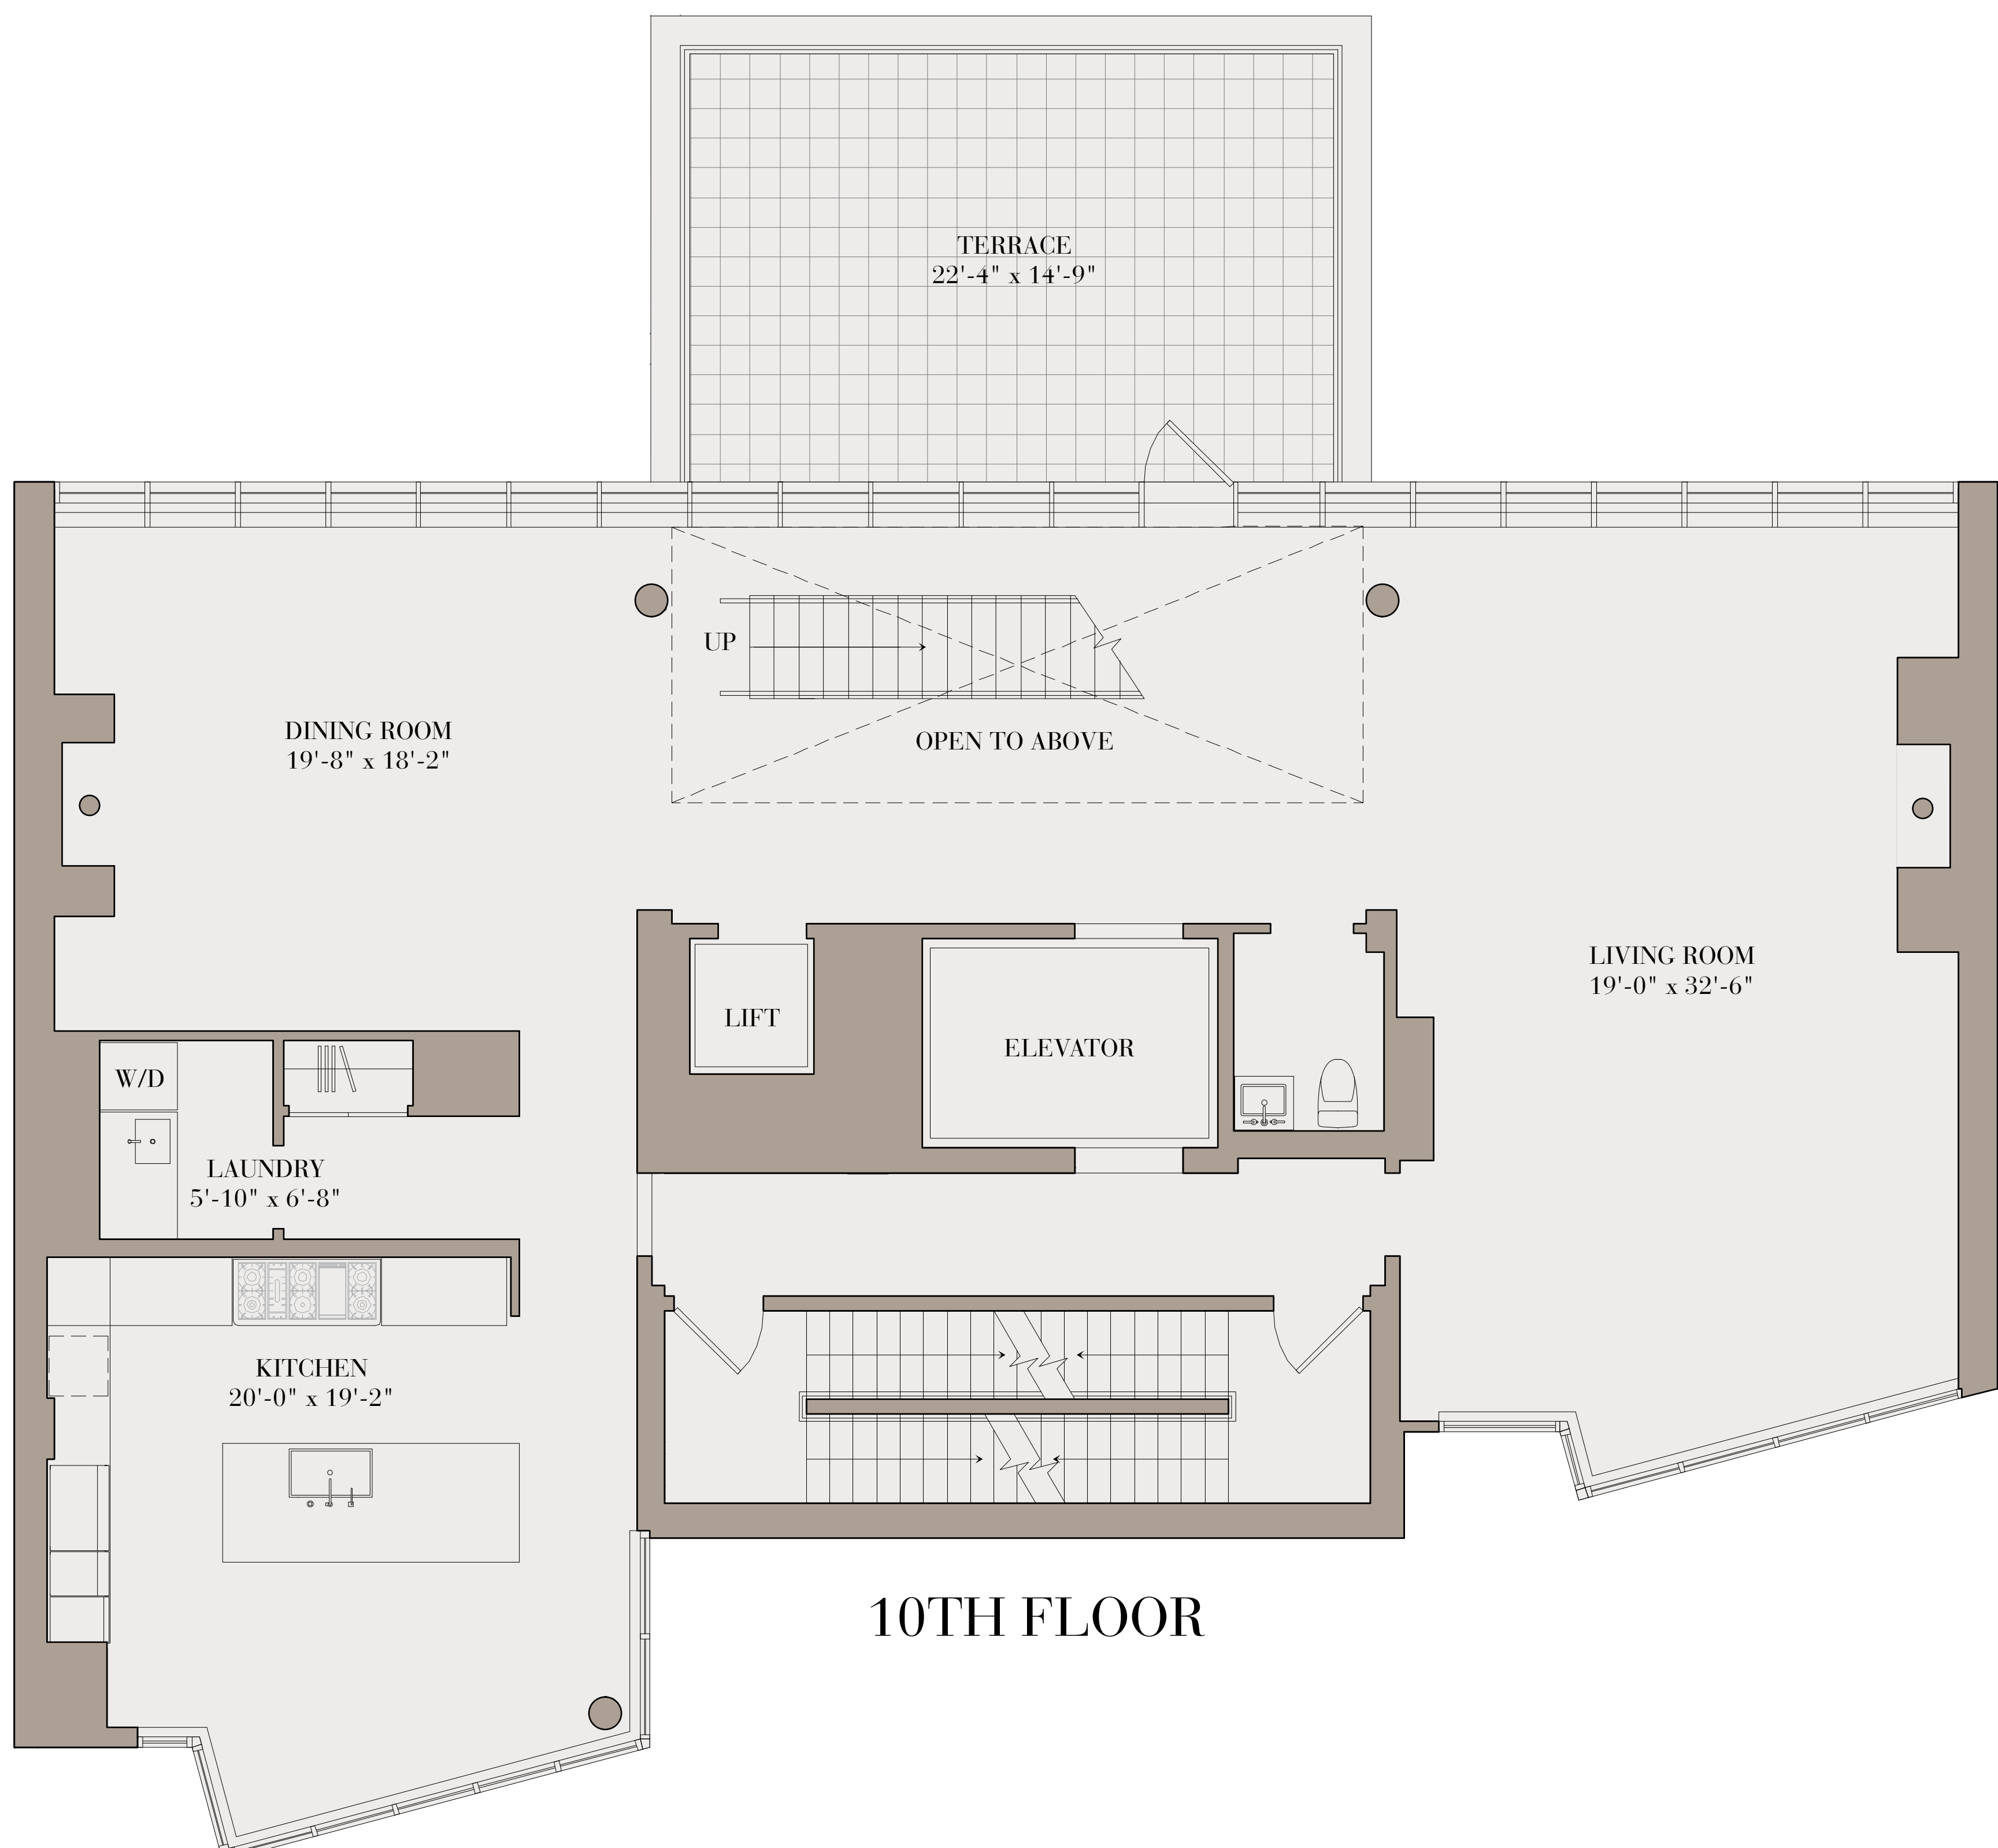 TERRACE
22'-4" x 14'-9"
UP
OPEN TO ABOVE
DINING ROOM
19'-8" x 18'-2"
LIVING ROOM
19'-0" x 32'-6"
LIFT
ELEVATOR
W/D
LAUNDRY
5'-10" x 6'-8"
KITCHEN
20'-0" x 19'-2"
10TH FLOOR